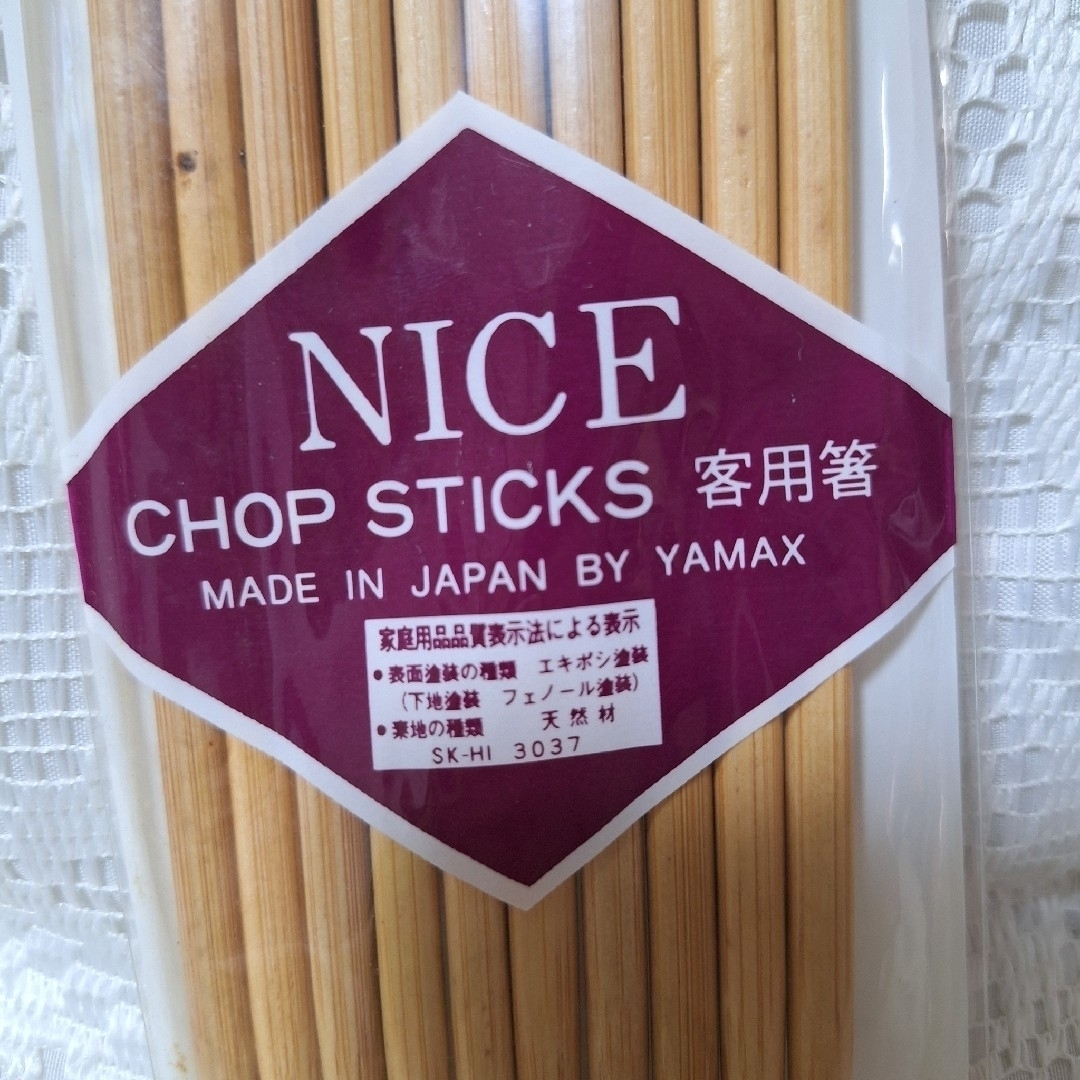 NICE
CHOP STICKS 客用箸
MADE IN JAPAN BY YAMAX
家庭用品品質表示法による表示
•表面塗装の種類 エキポシ塗装
(下地塗装 フェノール塗装)
•素地の種類 天然材
SK-HI 3037